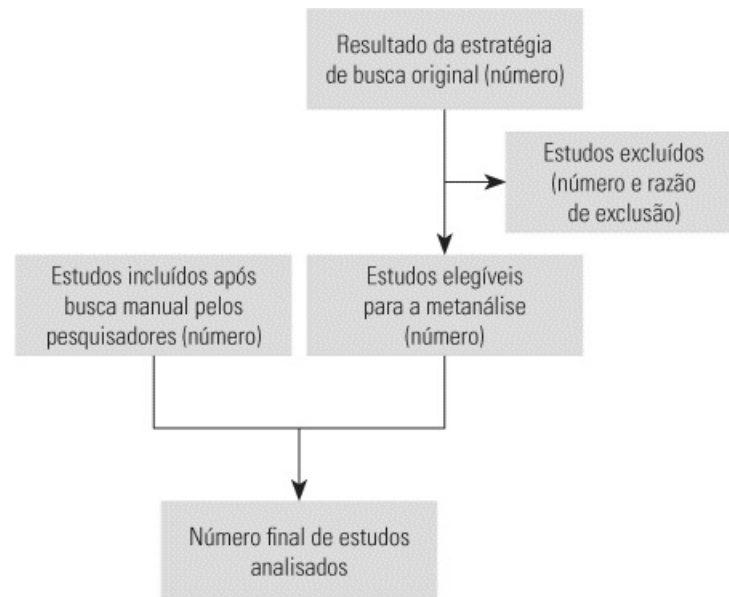 Resultado da estratégia
de busca original (número)
Estudos excluídos
(número e razão
de exclusão)
Estudos incluídos após
busca manual pelos
pesquisadores (número)
Estudos elegíveis
para a metanálise
(número)
Número final de estudos
analisados